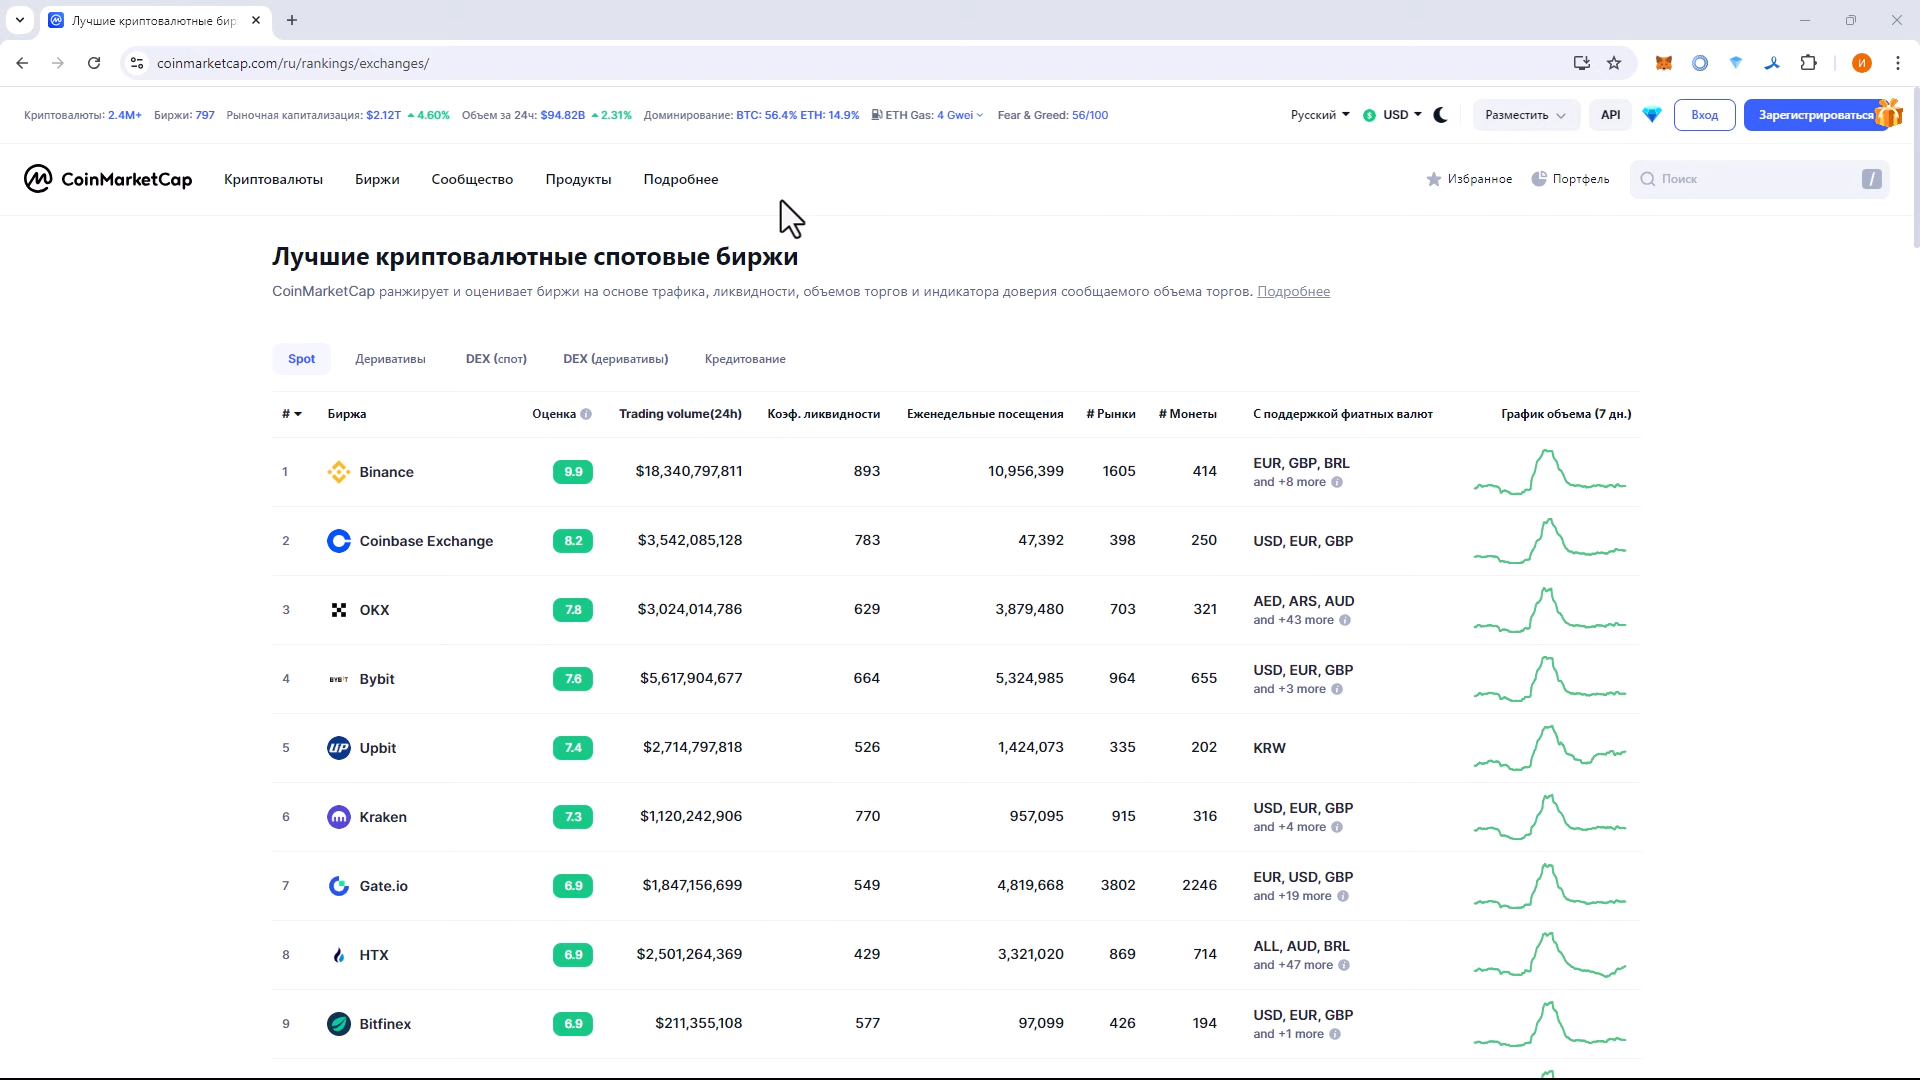 Лучшие криптовалютные бир
coinmarketcap.com/ru/rankings/exchanges/
И
Криптовалюты: 2.4M+ Биржи: 797 Рыночная капитализация: $2.12T 4.60% Объем за 24ч: $94.82B 2.31% Доминирование: BTC: 56.4% ETH: 14.9% ETH Gas: 4 Gwei Fear & Greed: 56/100 Русский USD Разместить API Вход Зарегистрироваться
CoinMarketCap Криптовалюты Биржи Сообщество Продукты Подробнее Избранное Портфель Поиск /
Лучшие криптовалютные спотовые биржи
CoinMarketCap ранжирует и оценивает биржи на основе трафика, ликвидности, объемов торгов и индикатора доверия сообщаемого объема торгов. Подробнее
Spot Деривативы DEX (спот) DEX (деривативы) Кредитование
# Биржа Оценка Trading volume(24h) Коэф. ликвидности Еженедельные посещения # Рынки # Монеты С поддержкой фиатных валют График объема (7 дн.)
1 Binance 9.9 $18,340,797,811 893 10,956,399 1605 414 EUR, GBP, BRL
and +8 more
2 Coinbase Exchange 8.2 $3,542,085,128 783 47,392 398 250 USD, EUR, GBP
3 OKX 7.8 $3,024,014,786 629 3,879,480 703 321 AED, ARS, AUD
and +43 more
4 BYBIT Bybit 7.6 $5,617,904,677 664 5,324,985 964 655 USD, EUR, GBP
and +3 more
5 UP Upbit 7.4 $2,714,797,818 526 1,424,073 335 202 KRW
6 Kraken 7.3 $1,120,242,906 770 957,095 915 316 USD, EUR, GBP
and +4 more
7 Gate.io 6.9 $1,847,156,699 549 4,819,668 3802 2246 EUR, USD, GBP
and +19 more
8 HTX 6.9 $2,501,264,369 429 3,321,020 869 714 ALL, AUD, BRL
and +47 more
9 Bitfinex 6.9 $211,355,108 577 97,099 426 194 USD, EUR, GBP
and +1 more